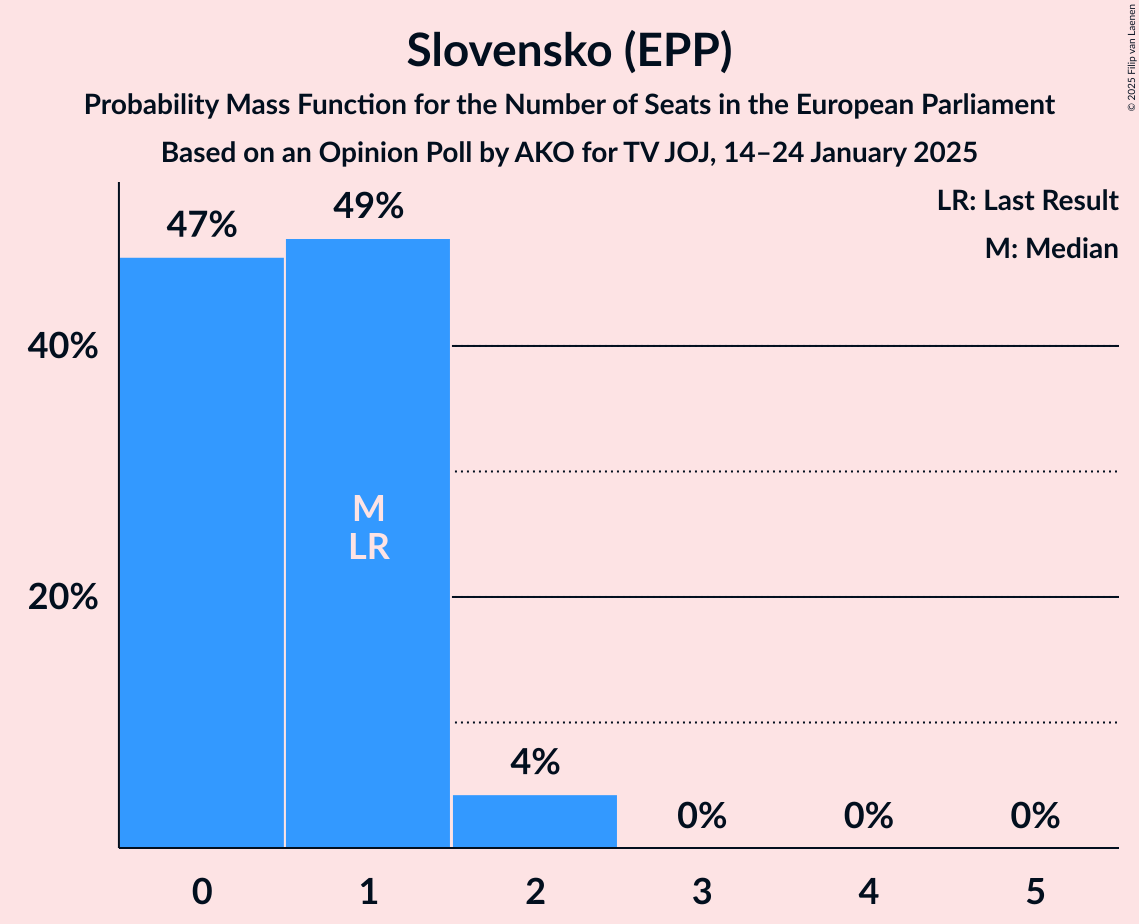 Slovensko (EPP)
Probability Mass Function for the Number of Seats in the European Parliament
Based on an Opinion Poll by AKO for TV JOJ, 14–24 January 2025
© 2025 Filip van Laenen
LR: Last Result
M: Median
47%
49%
40%
M
LR
20%
4%
0%
0%
0%
0
1
2
3
4
5